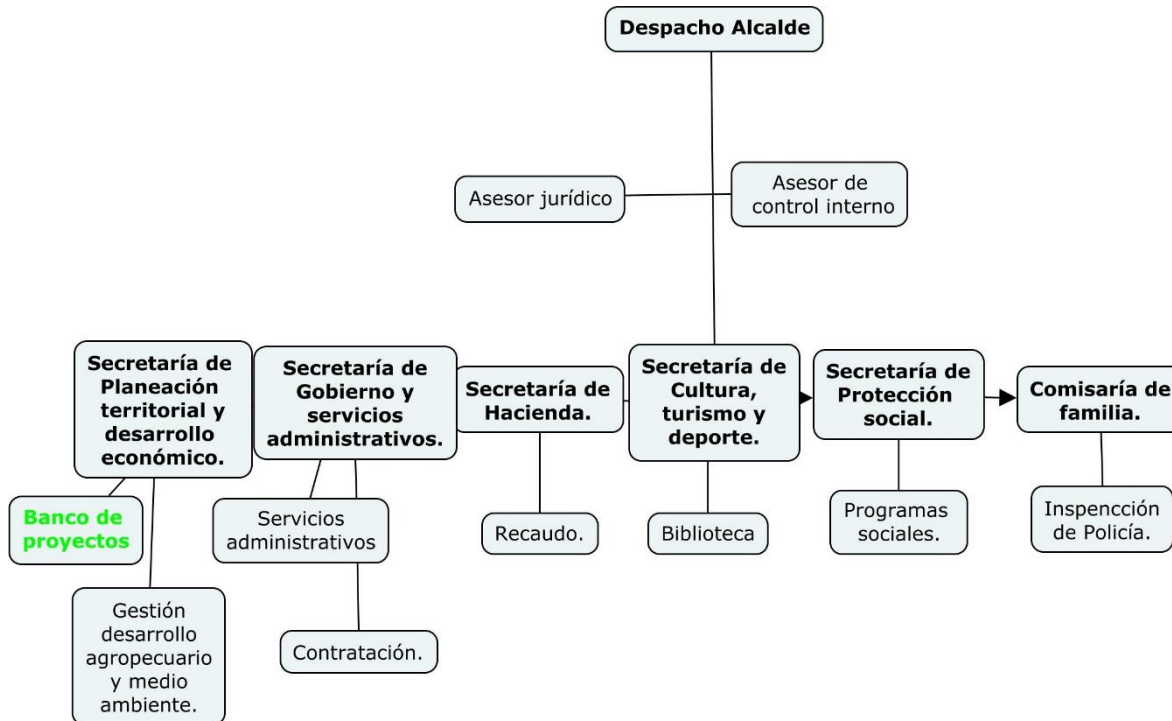 Despacho Alcalde
Asesor jurídico
Asesor de
control interno
Secretaría de
Planeación
territorial y
desarrollo
económico.
Secretaría de
Gobierno y
servicios
administrativos.
Secretaría de
Hacienda.
Secretaría de
Cultura,
turismo y
deporte.
Secretaría de
Protección
social.
Comisaría de
familia.
Banco de
proyectos
Servicios
administrativos
Recaudo.
Biblioteca
Programas
sociales.
Inspencción
de Policía.
Gestión
desarrollo
agropecuario
y medio
ambiente.
Contratación.